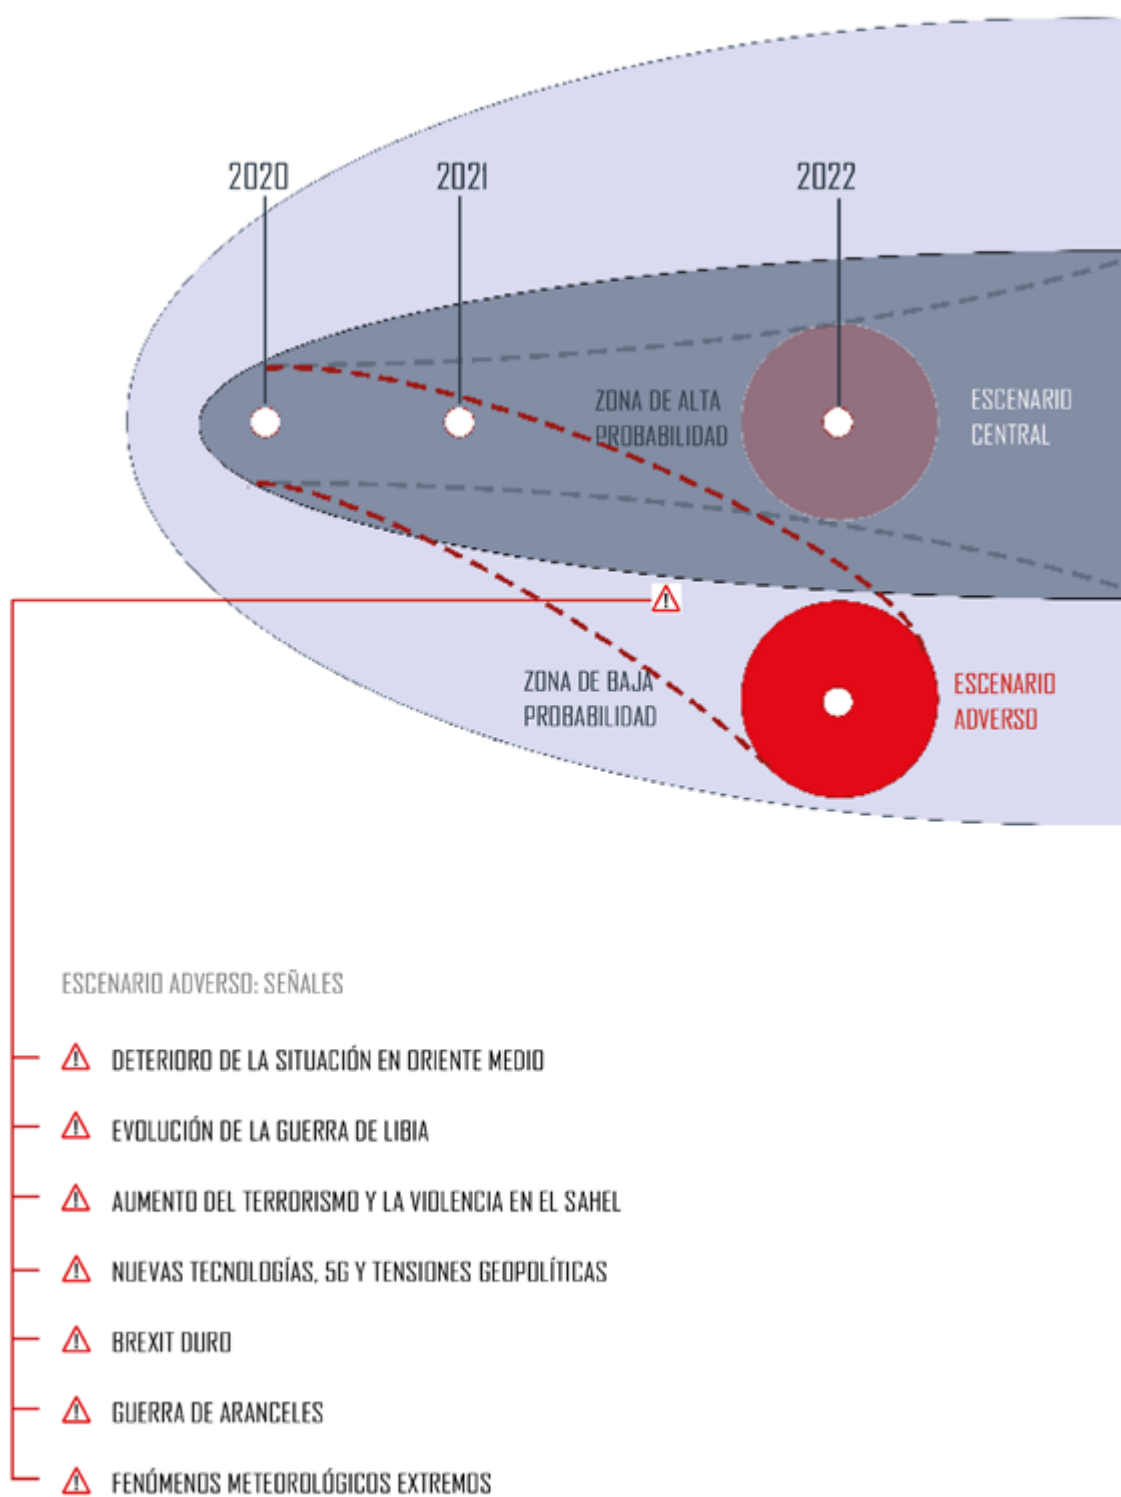 2020
2021
2022
ZONA DE ALTA
PROBABILIDAD
ESCENARIO
CENTRAL
ZONA DE BAJA
PROBABILIDAD
ESCENARIO
ADVERSO
ESCENARIO ADVERSO: SEÑALES
DETERIORO DE LA SITUACIÓN EN ORIENTE MEDIO
EVOLUCIÓN DE LA GUERRA DE LIBIA
AUMENTO DEL TERRORISMO Y LA VIOLENCIA EN EL SAHEL
NUEVAS TECNOLOGÍAS, 5G Y TENSIONES GEOPOLÍTICAS
BREXIT DURO
GUERRA DE ARANCELES
FENÓMENOS METEOROLÓGICOS EXTREMOS